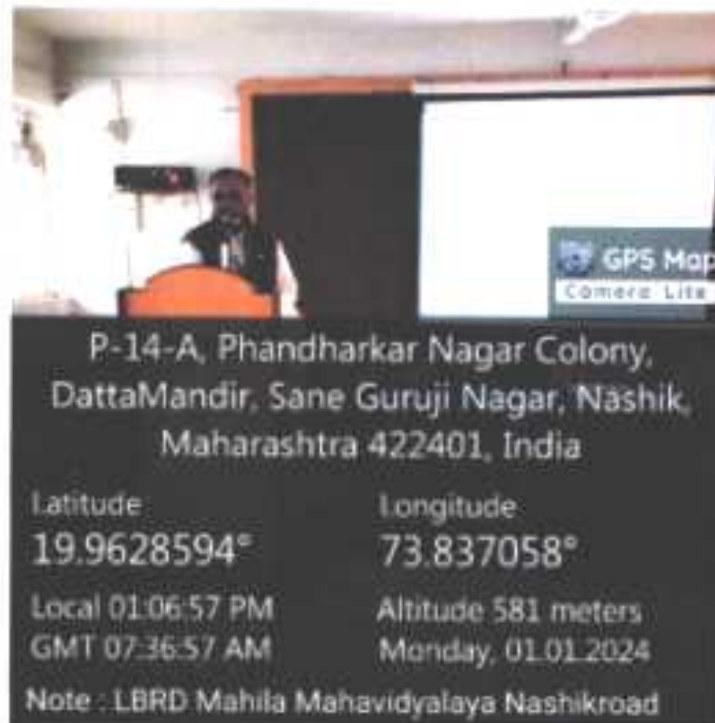 GPS Map
Camera Lite
P-14-A, Phandharkar Nagar Colony,
DattaMandir, Sane Guruji Nagar, Nashik,
Maharashtra 422401, India
Latitude
19.9628594°
Longitude
73.837058°
Local 01:06:57 PM
GMT 07:36:57 AM
Altitude 581 meters
Monday, 01.01.2024
Note : LBRD Mahila Mahavidyalaya Nashikroad